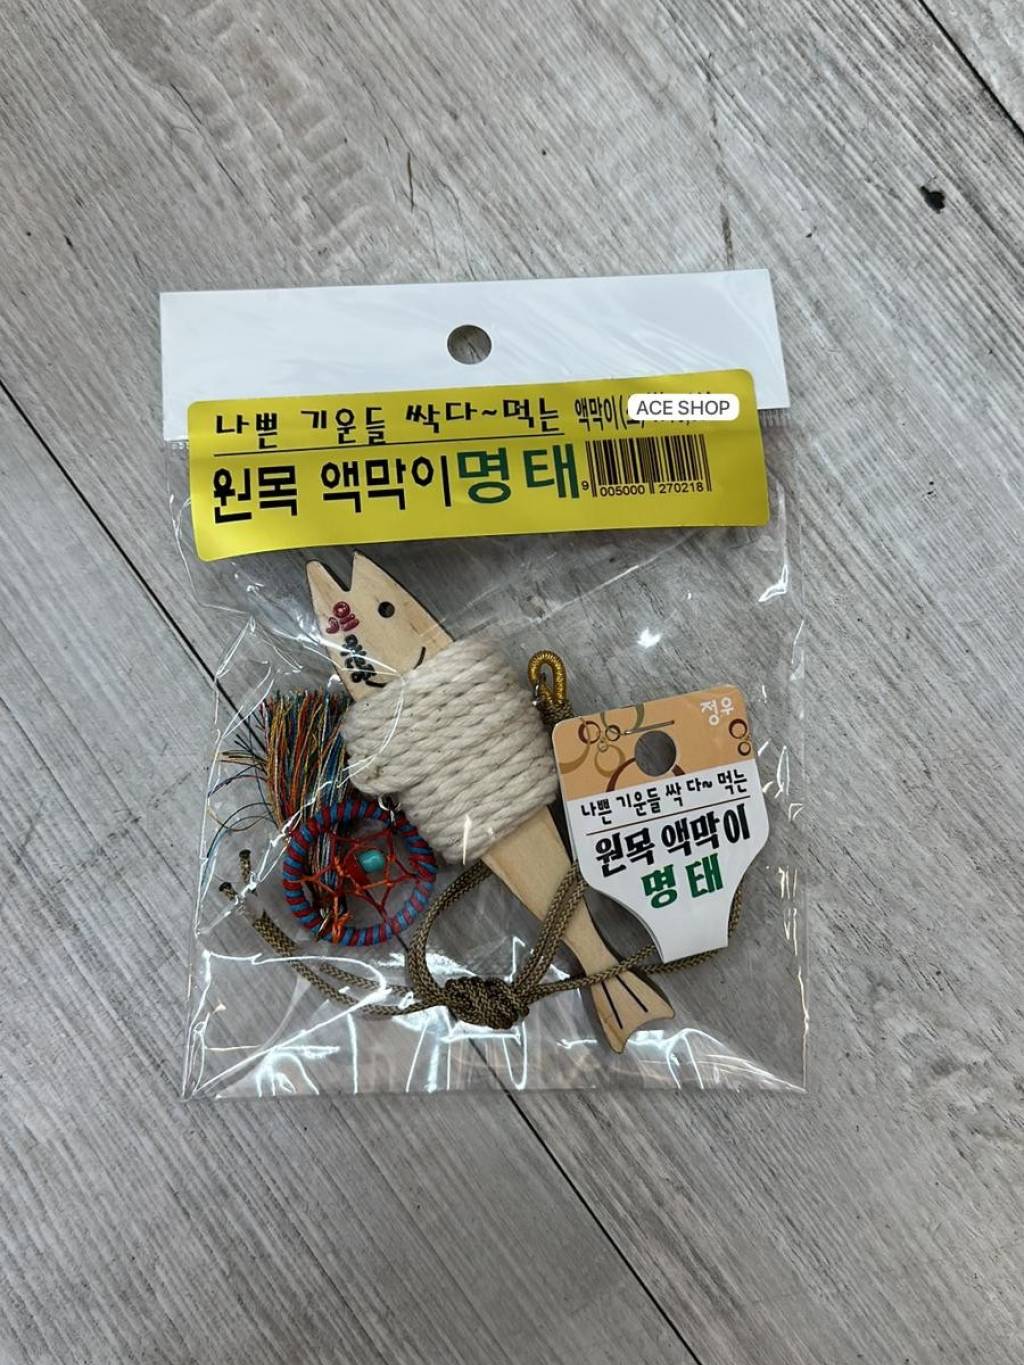 나쁜 기운들 싹다~먹는 액막이
ACE SHOP
원목 액막이 명태
9 005000 270218
정우
나쁜 기운들 싹 다~ 먹는
원목 액막이
명태